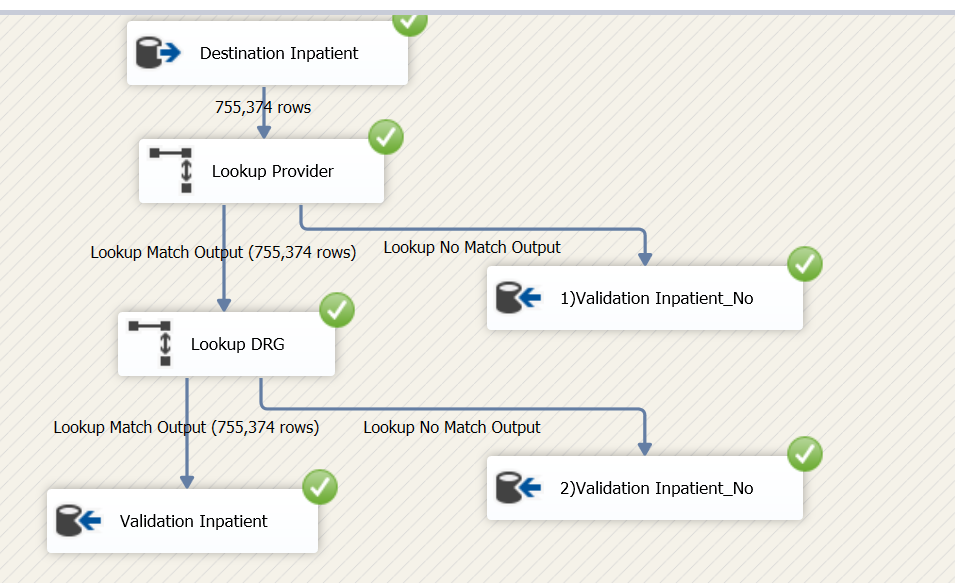 Destination Inpatient
755,374 rows
Lookup Provider
Lookup Match Output (755,374 rows)
Lookup No Match Output
1)Validation Inpatient_No
Lookup DRG
Lookup Match Output (755,374 rows)
Lookup No Match Output
2)Validation Inpatient_No
Validation Inpatient